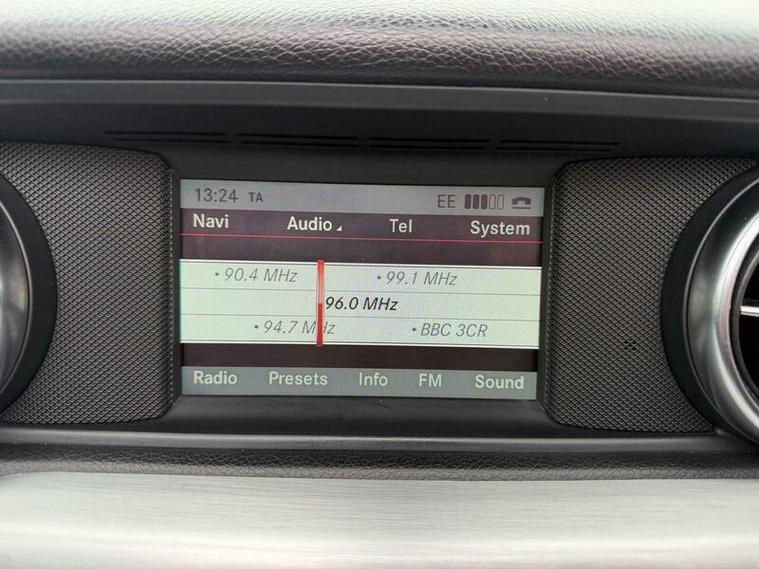 13:24 TA EE
Navi Audio Tel System
• 90.4 MHz • 99.1 MHz
96.0 MHz
• 94.7 MHz • BBC 3CR
Radio Presets Info FM Sound